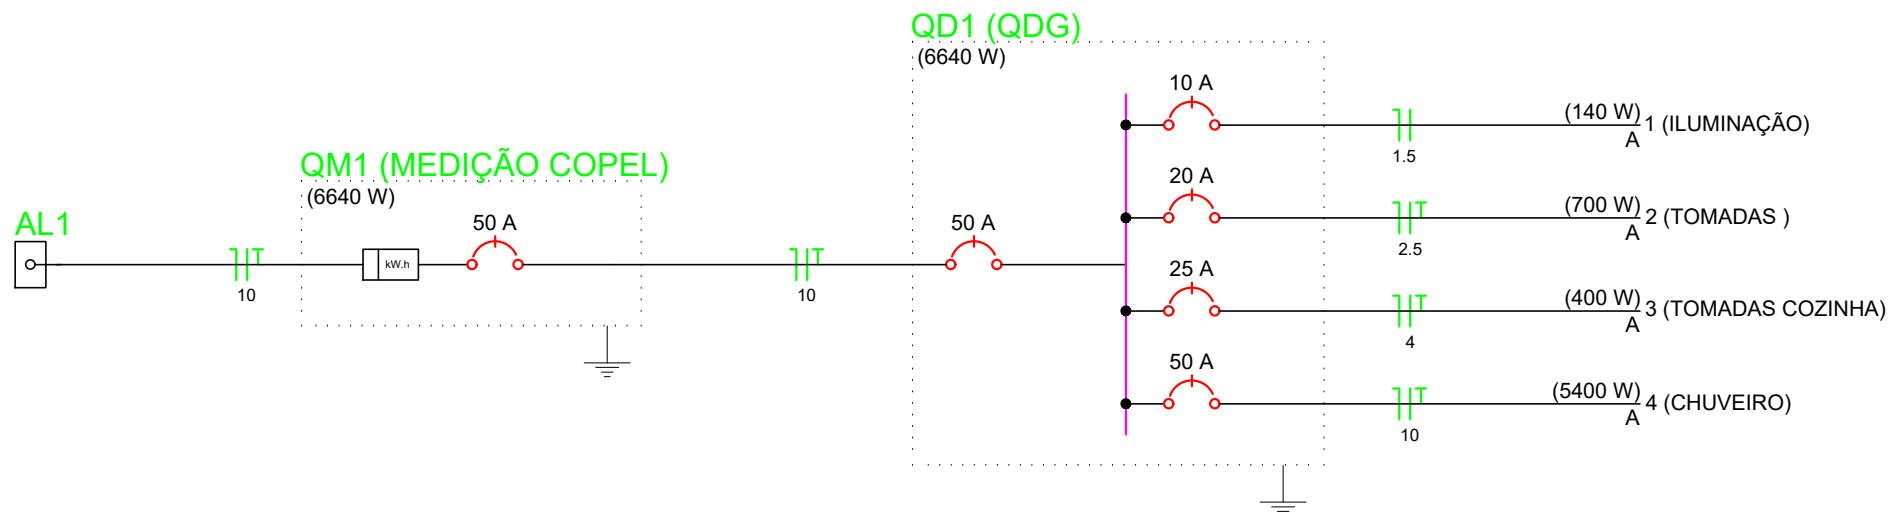 QD1 (QDG)
(6640 W)
10 A
(140 W)
1 (ILUMINAÇÃO)
A
1.5
QM1 (MEDIÇÃO COPEL)
(6640 W)
20 A
(700 W)
2 (TOMADAS )
A
2.5
AL1
50 A
50 A
kW.h
10
10
25 A
(400 W)
3 (TOMADAS COZINHA)
A
4
50 A
(5400 W)
4 (CHUVEIRO)
A
10